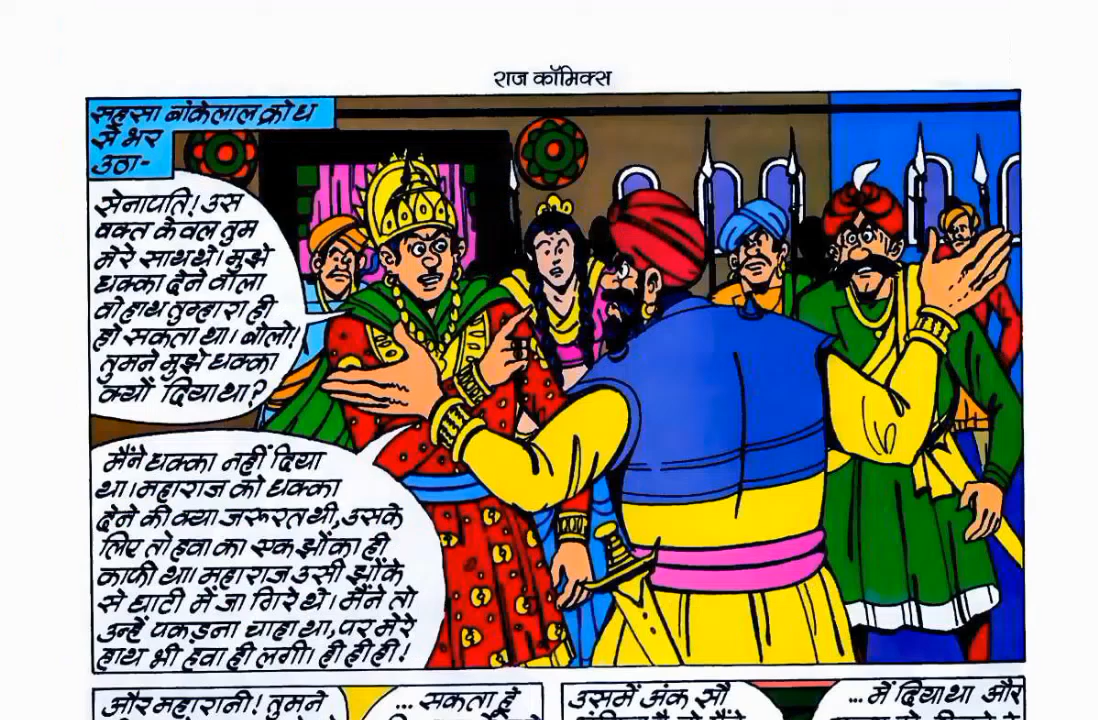 राज कॉमिक्स
सहसा बांकेलाल क्रोध
से भर
उठा-
सेनापति! उस
वक्त केवल तुम
मेरे साथ थे। मुझे
धक्का देने वाला
वो हाथ तुम्हारा ही
हो सकता था। बोलो!
तुमने मुझे धक्का
क्यों दिया था?
मैंने धक्का नहीं दिया
था। महाराज को धक्का
देने की क्या जरूरत थी, उसके
लिए तो हवा का एक झोंका ही
काफी था। महाराज उसी झोंके
से घाटी में जा गिरे थे। मैंने तो
उन्हें पकड़ना चाहा था, पर मेरे
हाथ भी हवा ही लगी। ही ही ही!
और महारानी! तुमने
... सकता है
उसमें अंक सौ
... में दिया था और